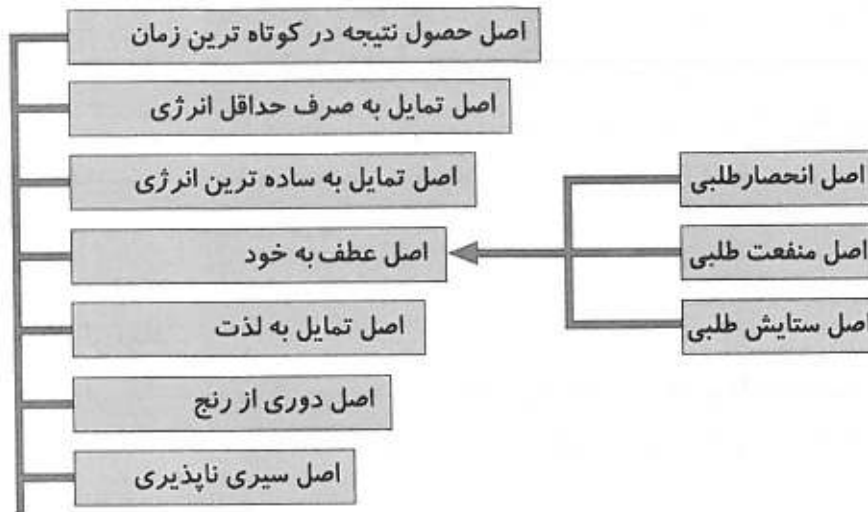 اصل حصول نتیجه در کوتاه ترین زمان
اصل تمایل به صرف حداقل انرژی
اصل تمایل به ساده ترین انرژی
اصل عطف به خود
اصل تمایل به لذت
اصل دوری از رنج
اصل سیری ناپذیری
اصل انحصارطلبی
اصل منفعت طلبی
اصل ستایش طلبی